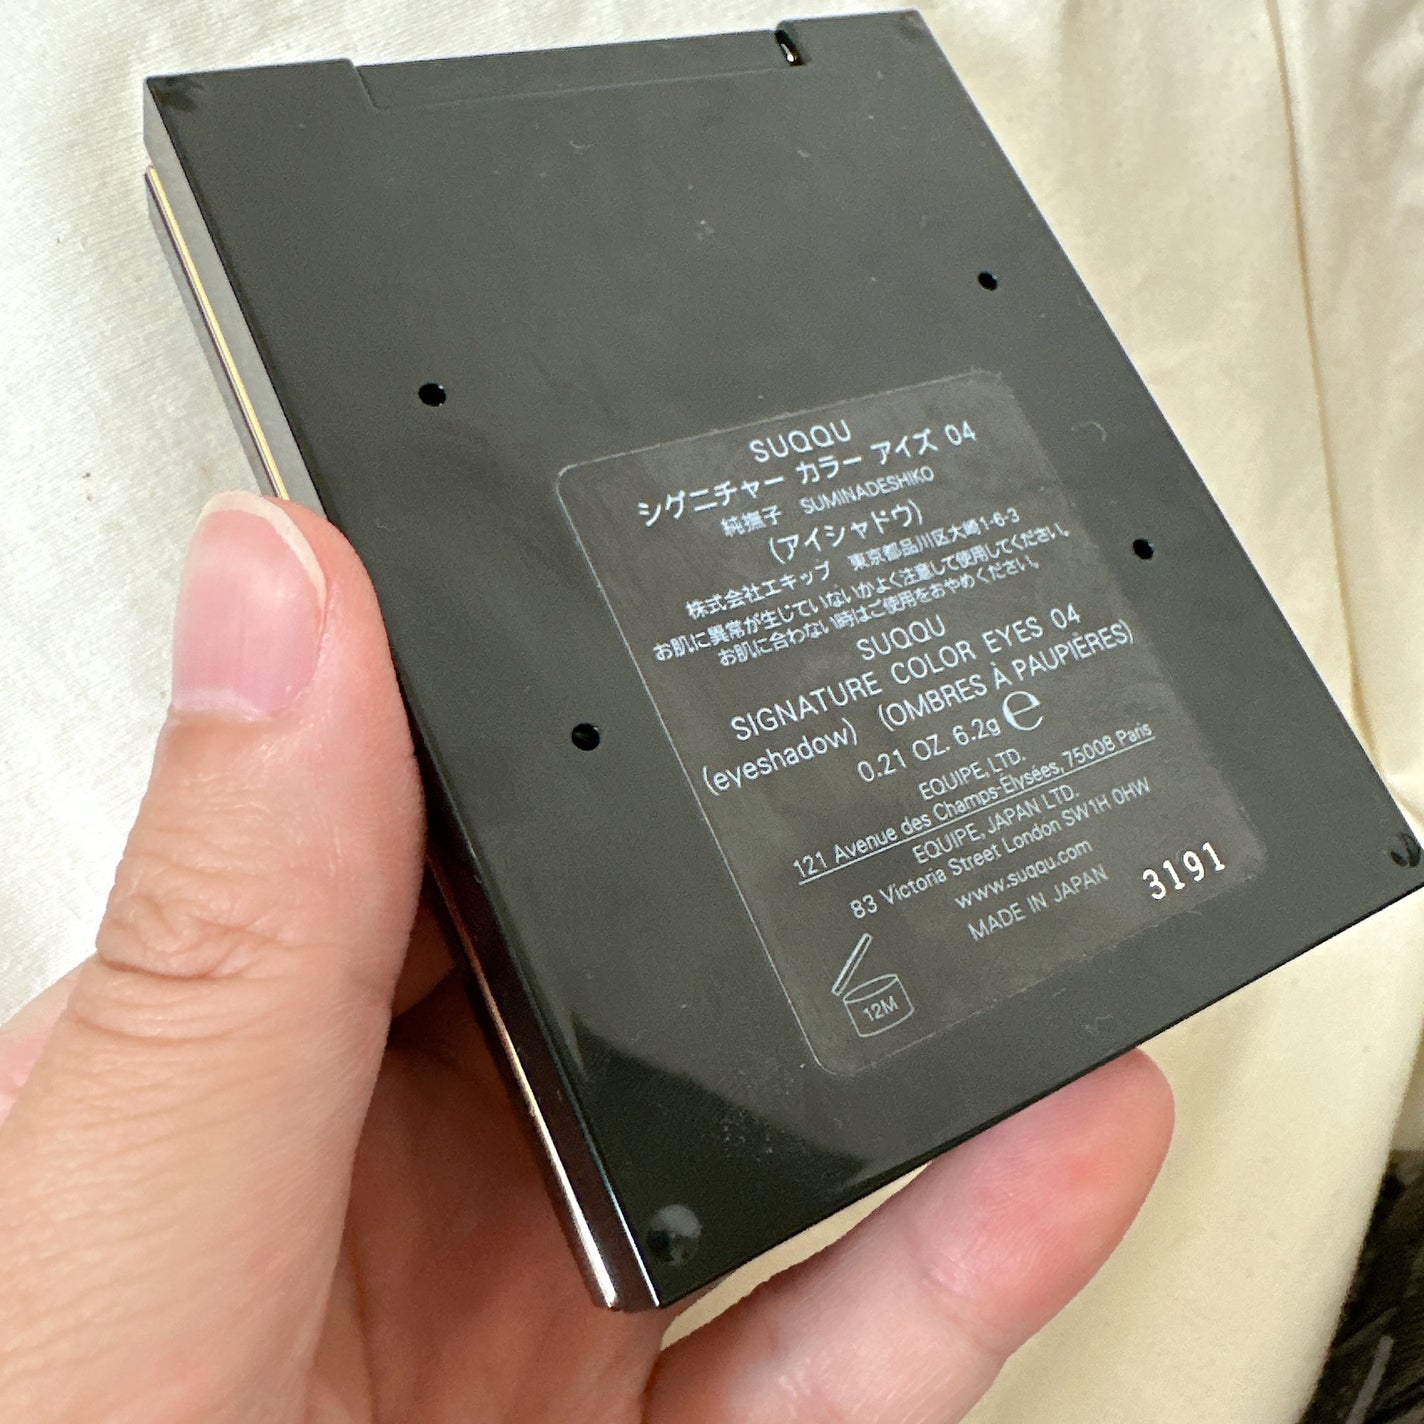 SUQQU
シグニチャー カラー アイズ 04
純撫子 SUMINADESHIKO
(アイシャドウ)
株式会社エキップ 東京都品川区大崎1-6-3
お肌に異常が生じていないかよく注意して使用してください。
お肌に合わない時はご使用をおやめください。
SUQQU
SIGNATURE COLOR EYES 04
(eyeshadow) (OMBRES À PAUPIÈRES)
0.21 OZ. 6.2g ℮
EQUIPE, LTD.
121 Avenue des Champs-Élysées, 75008 Paris
EQUIPE, JAPAN LTD.
83 Victoria Street London SW1H 0HW
www.suqqu.com
MADE IN JAPAN
3191
12M